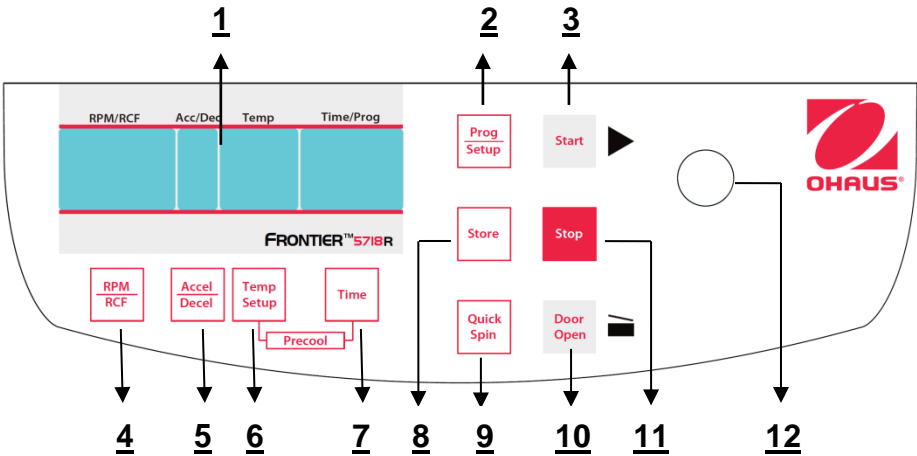 1
2
3
RPM/RCF
Acc/Dec
Temp
Time/Prog
FRONTIER™5718R
RPM
RCF
Accel
Decel
Temp
Setup
Time
Precool
Prog
Setup
Start
Store
Stop
Quick
Spin
Door
Open
OHAUS®
4
5
6
7
8
9
10
11
12